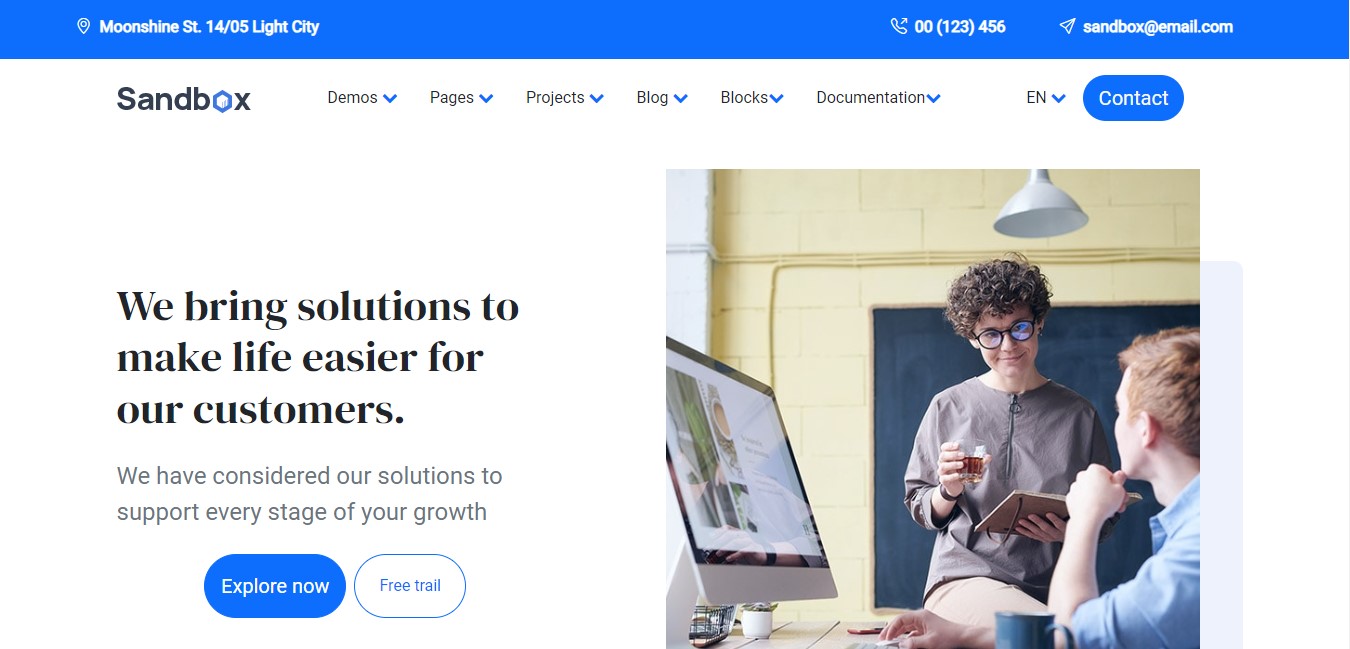 Moonshine St. 14/05 Light City
00 (123) 456
sandbox@email.com
Sandbox
Demos
Pages
Projects
Blog
Blocks
Documentation
EN
Contact
We bring solutions to
make life easier for
our customers.
We have considered our solutions to
support every stage of your growth
Explore now
Free trail